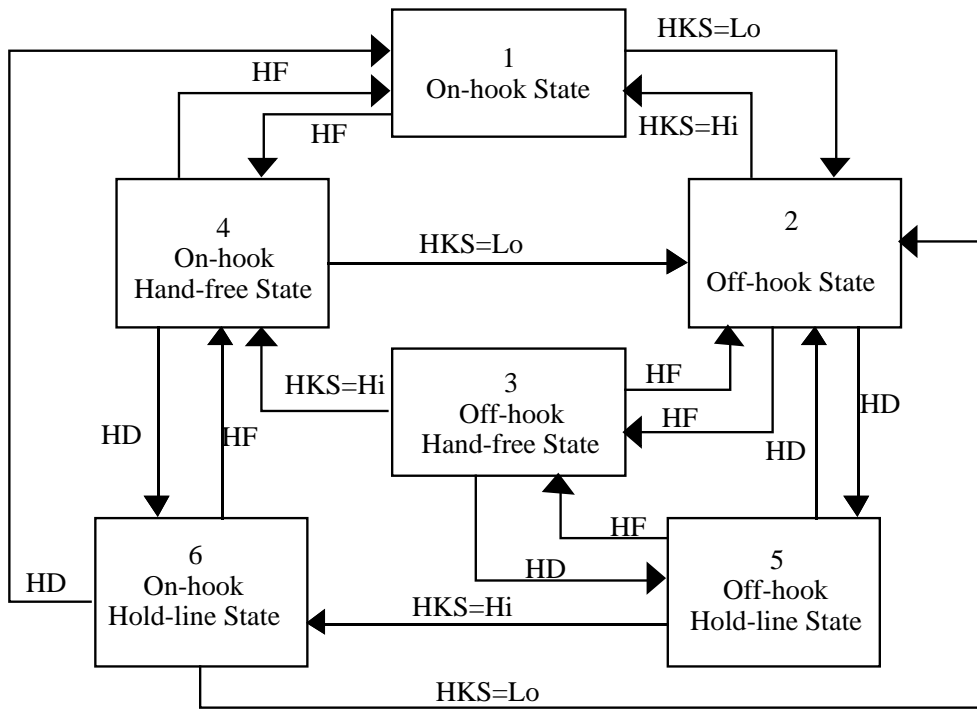 1
On-hook State
HKS=Lo
HF
HF
HKS=Hi
4
On-hook
Hand-free State
HKS=Lo
2
Off-hook State
HKS=Hi
3
Off-hook
Hand-free State
HF
HF
HD
HF
HD
HD
6
On-hook
Hold-line State
HD
HF
HD
HKS=Hi
5
Off-hook
Hold-line State
HKS=Lo